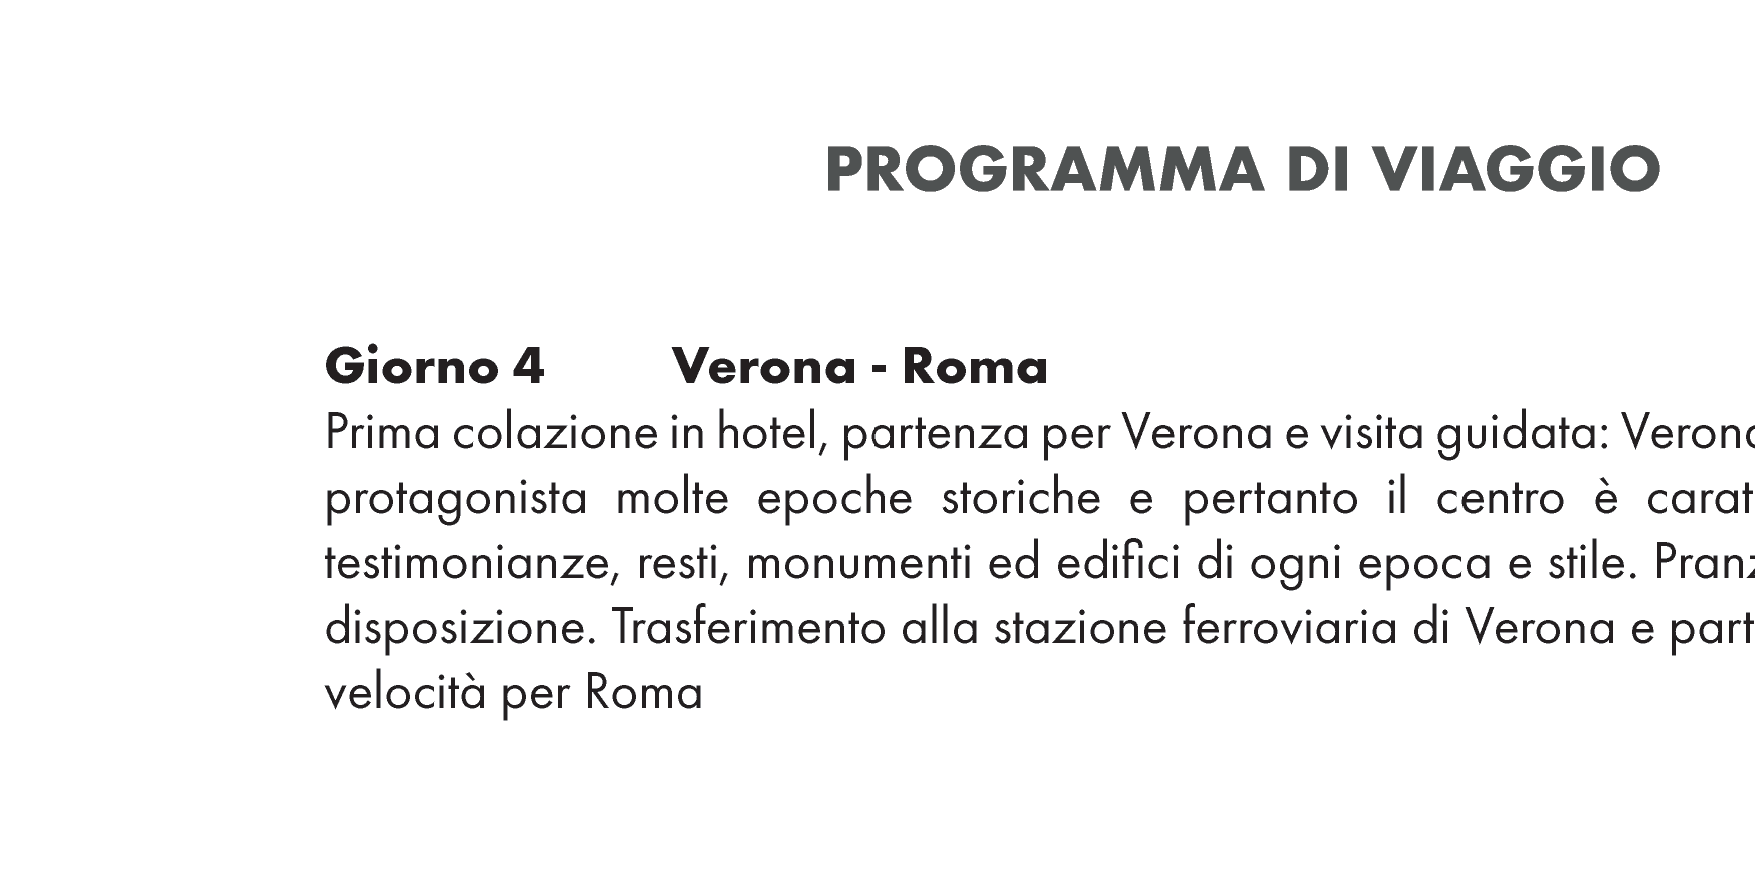 PROGRAMMA DI VIAGGIO
Giorno 4 Verona - Roma
Prima colazione in hotel, partenza per Verona e visita guidata: Verona
protagonista molte epoche storiche e pertanto il centro è
testimonianze, resti, monumenti ed edifici di ogni epoca e stile.
disposizione. Trasferimento alla stazione ferroviaria di Verona e
velocità per Roma